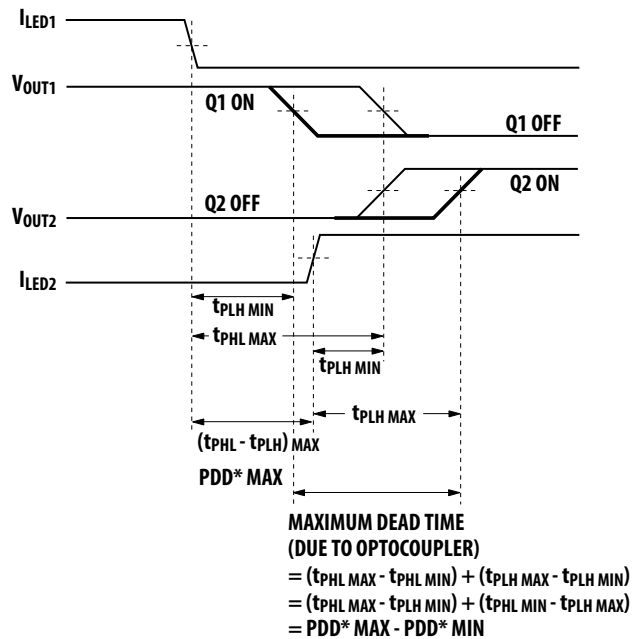 ILED1
VOUT1
Q1 ON
Q1 OFF
Q2 OFF
Q2 ON
VOUT2
ILED2
tPLH MIN
tPHL MAX
tPLH MIN
tPLH MAX
(tPHL - tPLH) MAX
PDD* MAX
MAXIMUM DEAD TIME
(DUE TO OPTOCOUPLER)
= (tPHL MAX - tPHL MIN) + (tPLH MAX - tPLH MIN)
= (tPHL MAX - tPLH MIN) + (tPHL MIN - tPLH MAX)
= PDD* MAX - PDD* MIN